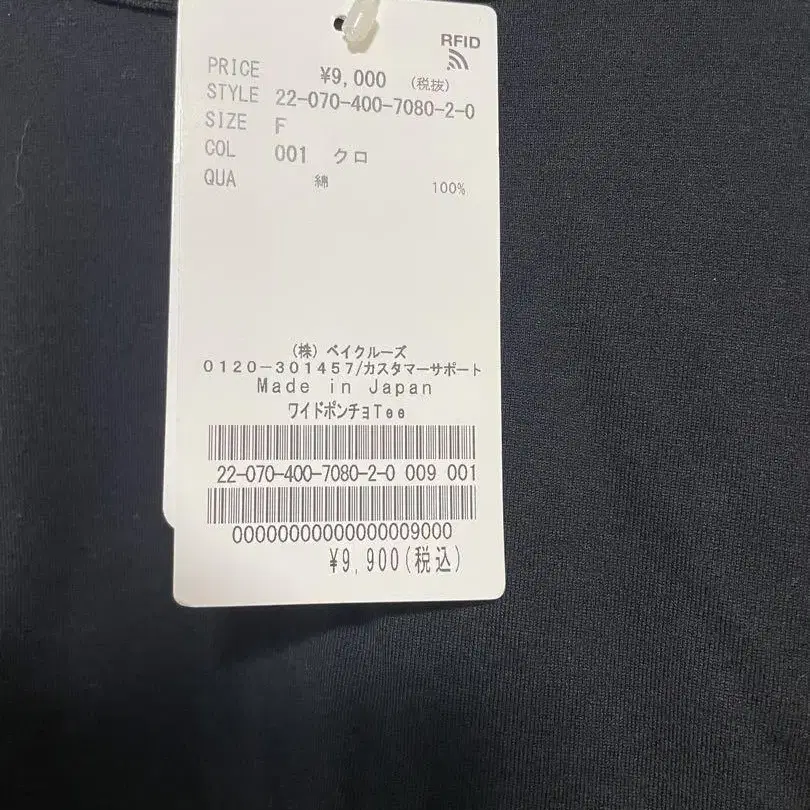 RFID
PRICE ¥9,000 (税抜)
STYLE 22-070-400-7080-2-0
SIZE F
COL 001 クロ
QUA 綿 100%
(株) ベイクルーズ
0120-301457/カスタマーサポート
Made in Japan
ワイドポンチョTee
22-070-400-7080-2-0 009 001
00000000000000009000
¥9,900(税込)